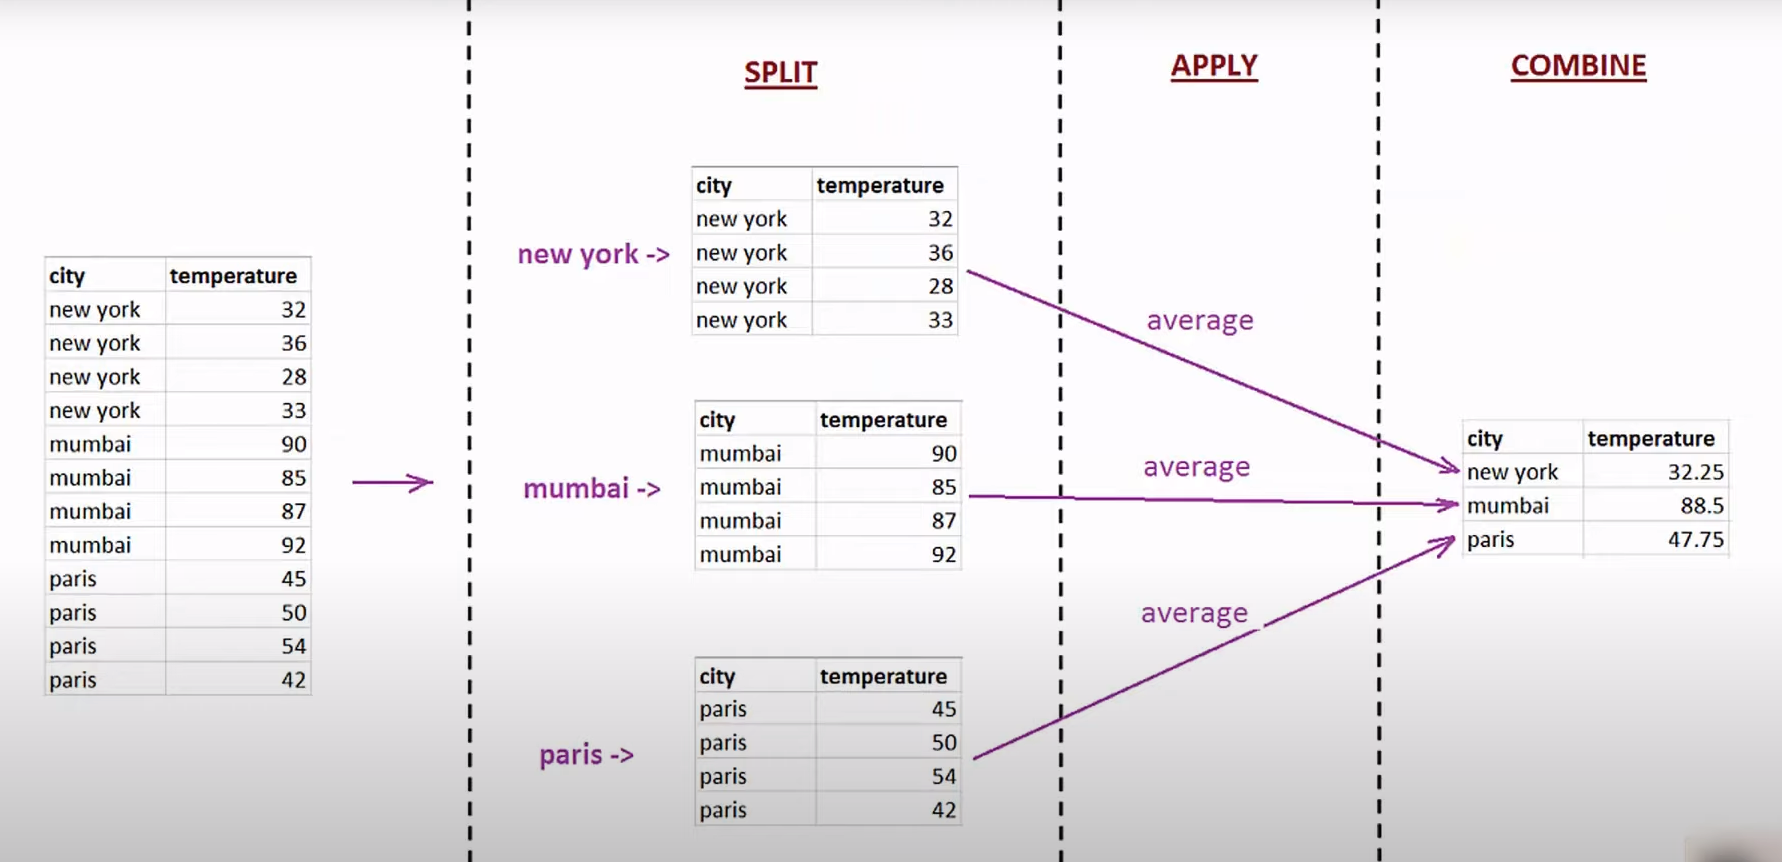 SPLIT
APPLY
COMBINE
city temperature
new york 32
new york 36
new york 28
new york 33
mumbai 90
mumbai 85
mumbai 87
mumbai 92
paris 45
paris 50
paris 54
paris 42
new york ->
city temperature
new york 32
new york 36
new york 28
new york 33
mumbai ->
city temperature
mumbai 90
mumbai 85
mumbai 87
mumbai 92
paris ->
city temperature
paris 45
paris 50
paris 54
paris 42
average
average
average
city temperature
new york 32.25
mumbai 88.5
paris 47.75